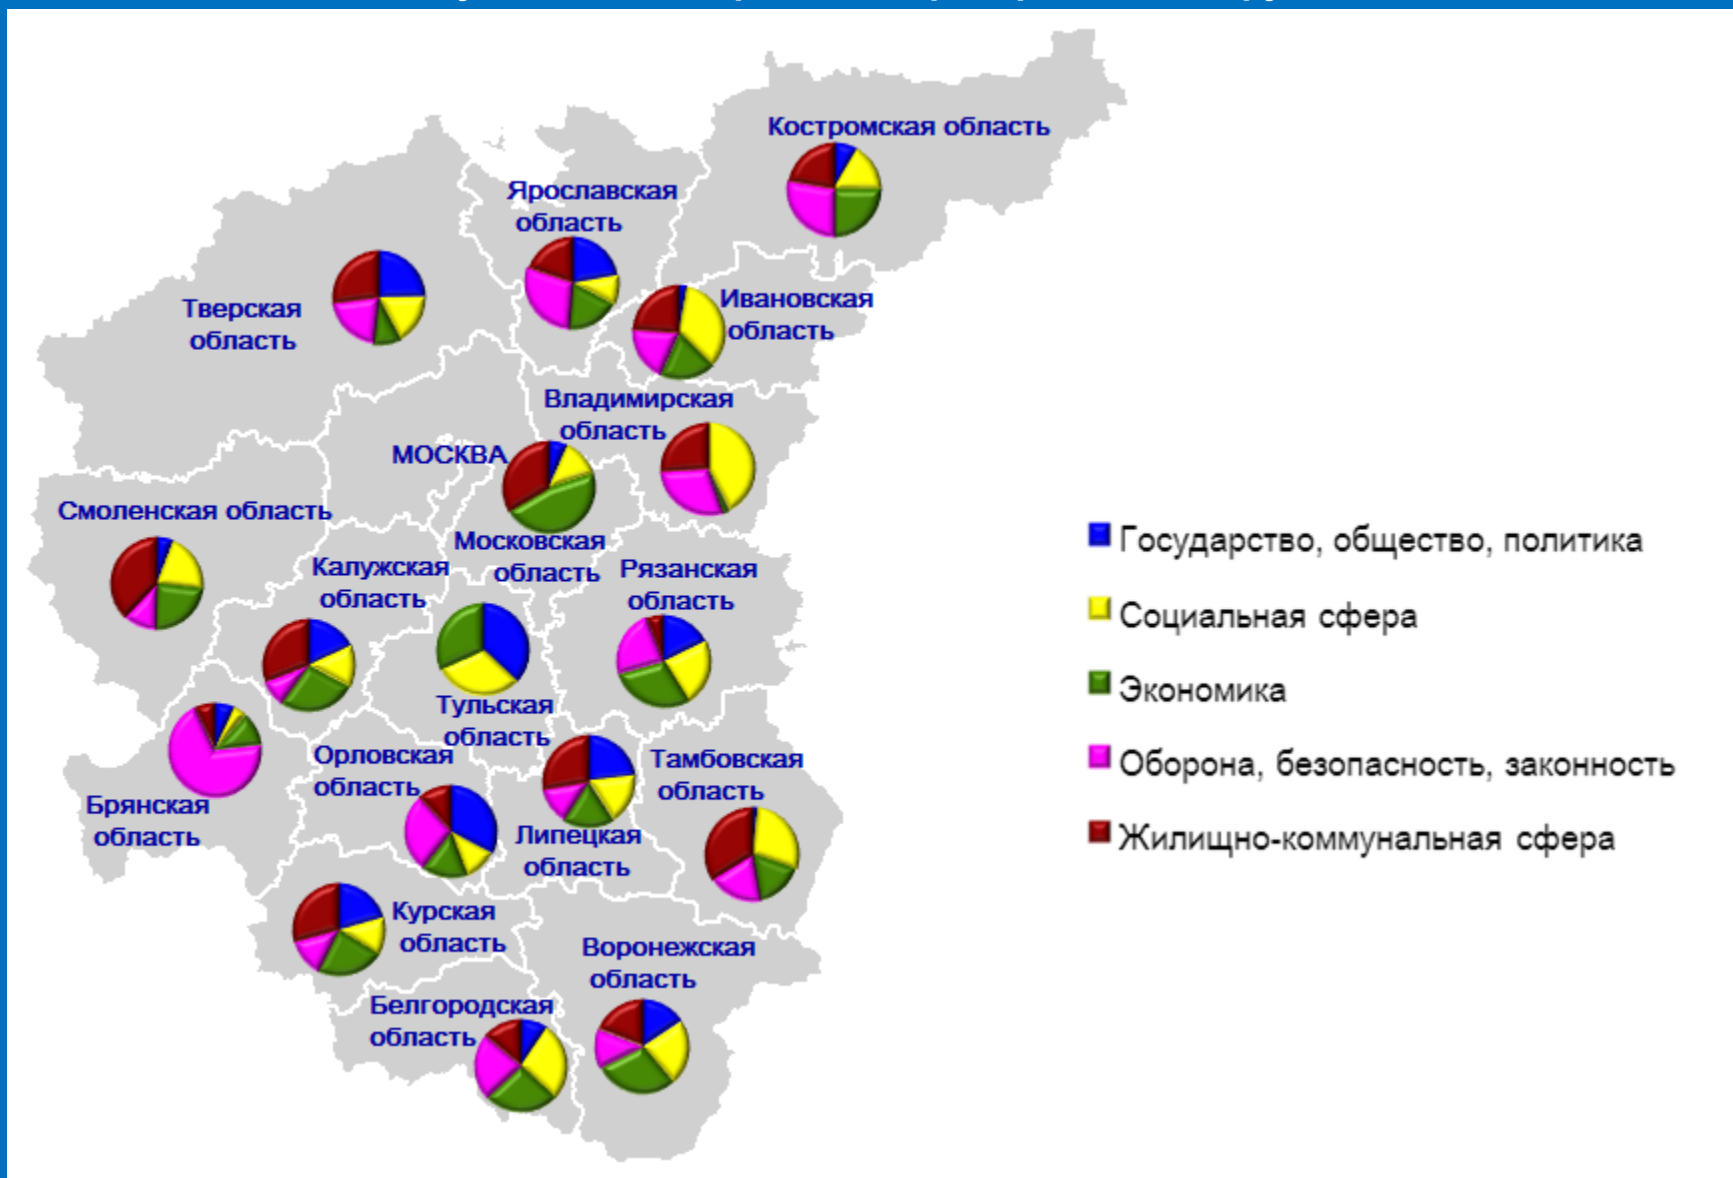 Костромская область
Ярославская
область
Тверская
область
Ивановская
область
Владимирская
область
МОСКВА
Смоленская область
Московская
область
Калужская
область
Рязанская
область
Тульская
область
Брянская
область
Орловская
область
Липецкая
область
Тамбовская
область
Курская
область
Воронежская
область
Белгородская
область
Государство, общество, политика
Социальная сфера
Экономика
Оборона, безопасность, законность
Жилищно-коммунальная сфера